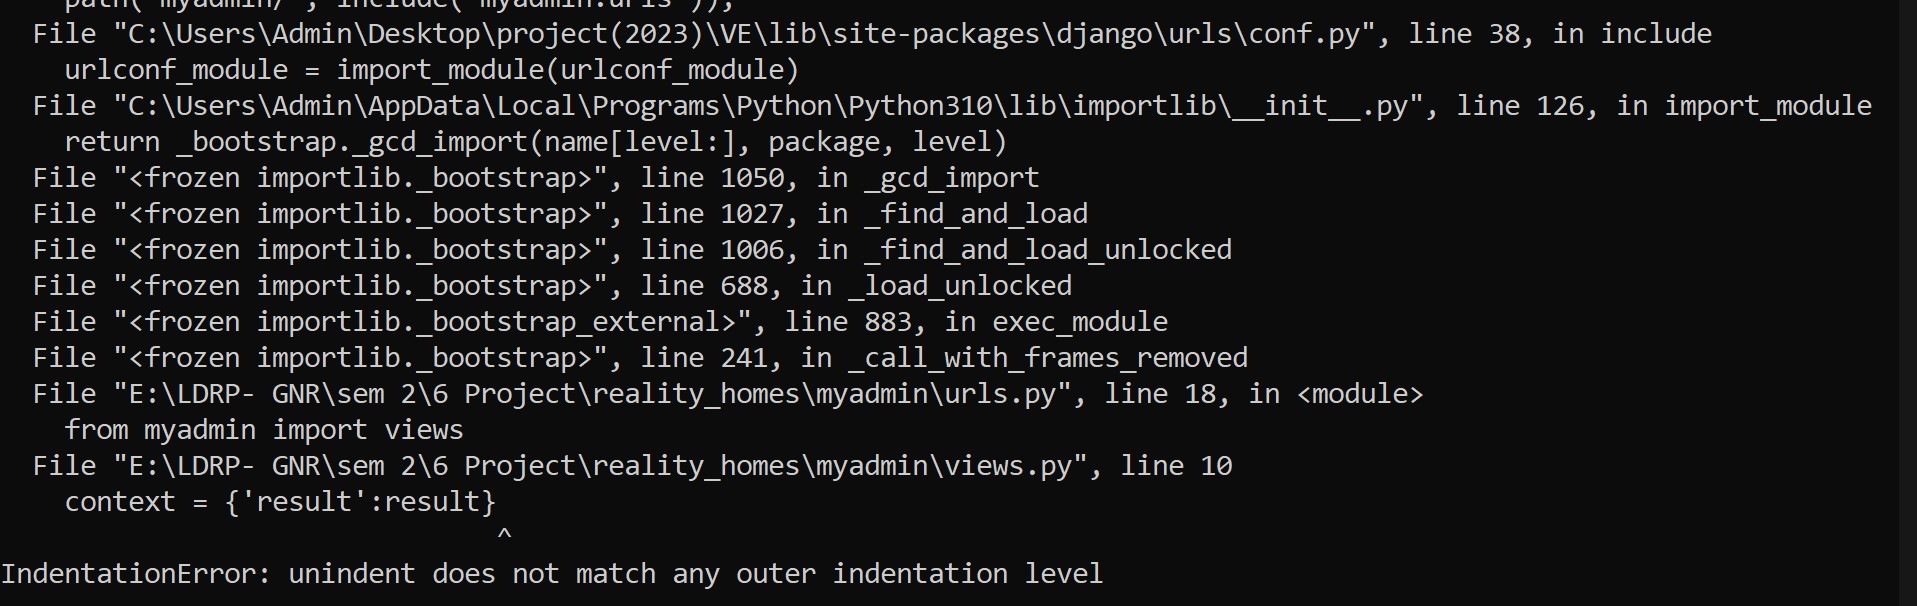 path('myadmin/', include('myadmin.urls')),
File "C:\Users\Admin\Desktop\project(2023)\VE\lib\site-packages\django\urls\conf.py", line 38, in include
urlconf_module = import_module(urlconf_module)
File "C:\Users\Admin\AppData\Local\Programs\Python\Python310\lib\importlib\__init__.py", line 126, in import_module
return _bootstrap._gcd_import(name[level:], package, level)
File "<frozen importlib._bootstrap>", line 1050, in _gcd_import
File "<frozen importlib._bootstrap>", line 1027, in _find_and_load
File "<frozen importlib._bootstrap>", line 1006, in _find_and_load_unlocked
File "<frozen importlib._bootstrap>", line 688, in _load_unlocked
File "<frozen importlib._bootstrap_external>", line 883, in exec_module
File "<frozen importlib._bootstrap>", line 241, in _call_with_frames_removed
File "E:\LDRP- GNR\sem 2\6 Project\reality_homes\myadmin\urls.py", line 18, in <module>
from myadmin import views
File "E:\LDRP- GNR\sem 2\6 Project\reality_homes\myadmin\views.py", line 10
context = {'result':result}
^
IndentationError: unindent does not match any outer indentation level